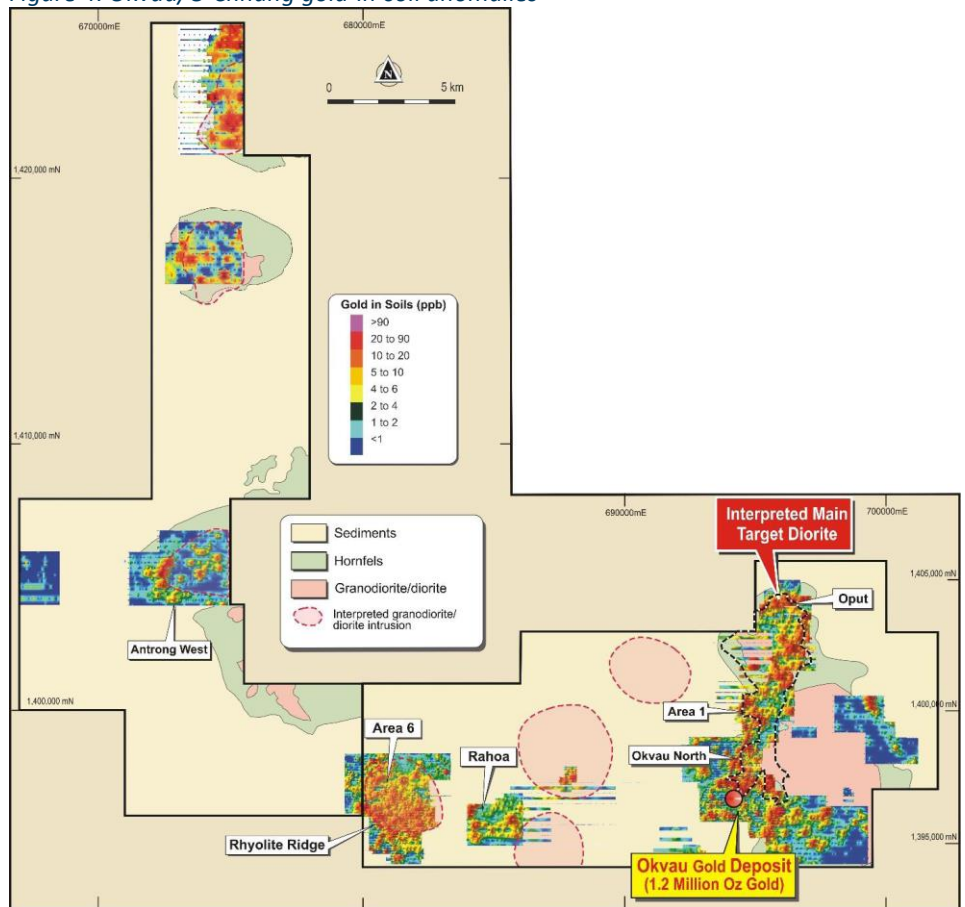 670000mE
680000mE
N
0
5 km
1,420,000 mN
Gold in Soils (ppb)
>90
20 to 90
10 to 20
5 to 10
4 to 6
2 to 4
1 to 2
<1
1,410,000 mN
690000mE
700000mE
Interpreted Main
Target Diorite
Sediments
Hornfels
Granodiorite/diorite
Interpreted granodiorite/
diorite intrusion
1,405,000 mN
Oput
Antrong West
1,400,000 mN
1,400,000 mN
Area 1
Area 6
Okvau North
Rahoa
Rhyolite Ridge
1,395,000 mN
Okvau Gold Deposit
(1.2 Million Oz Gold)